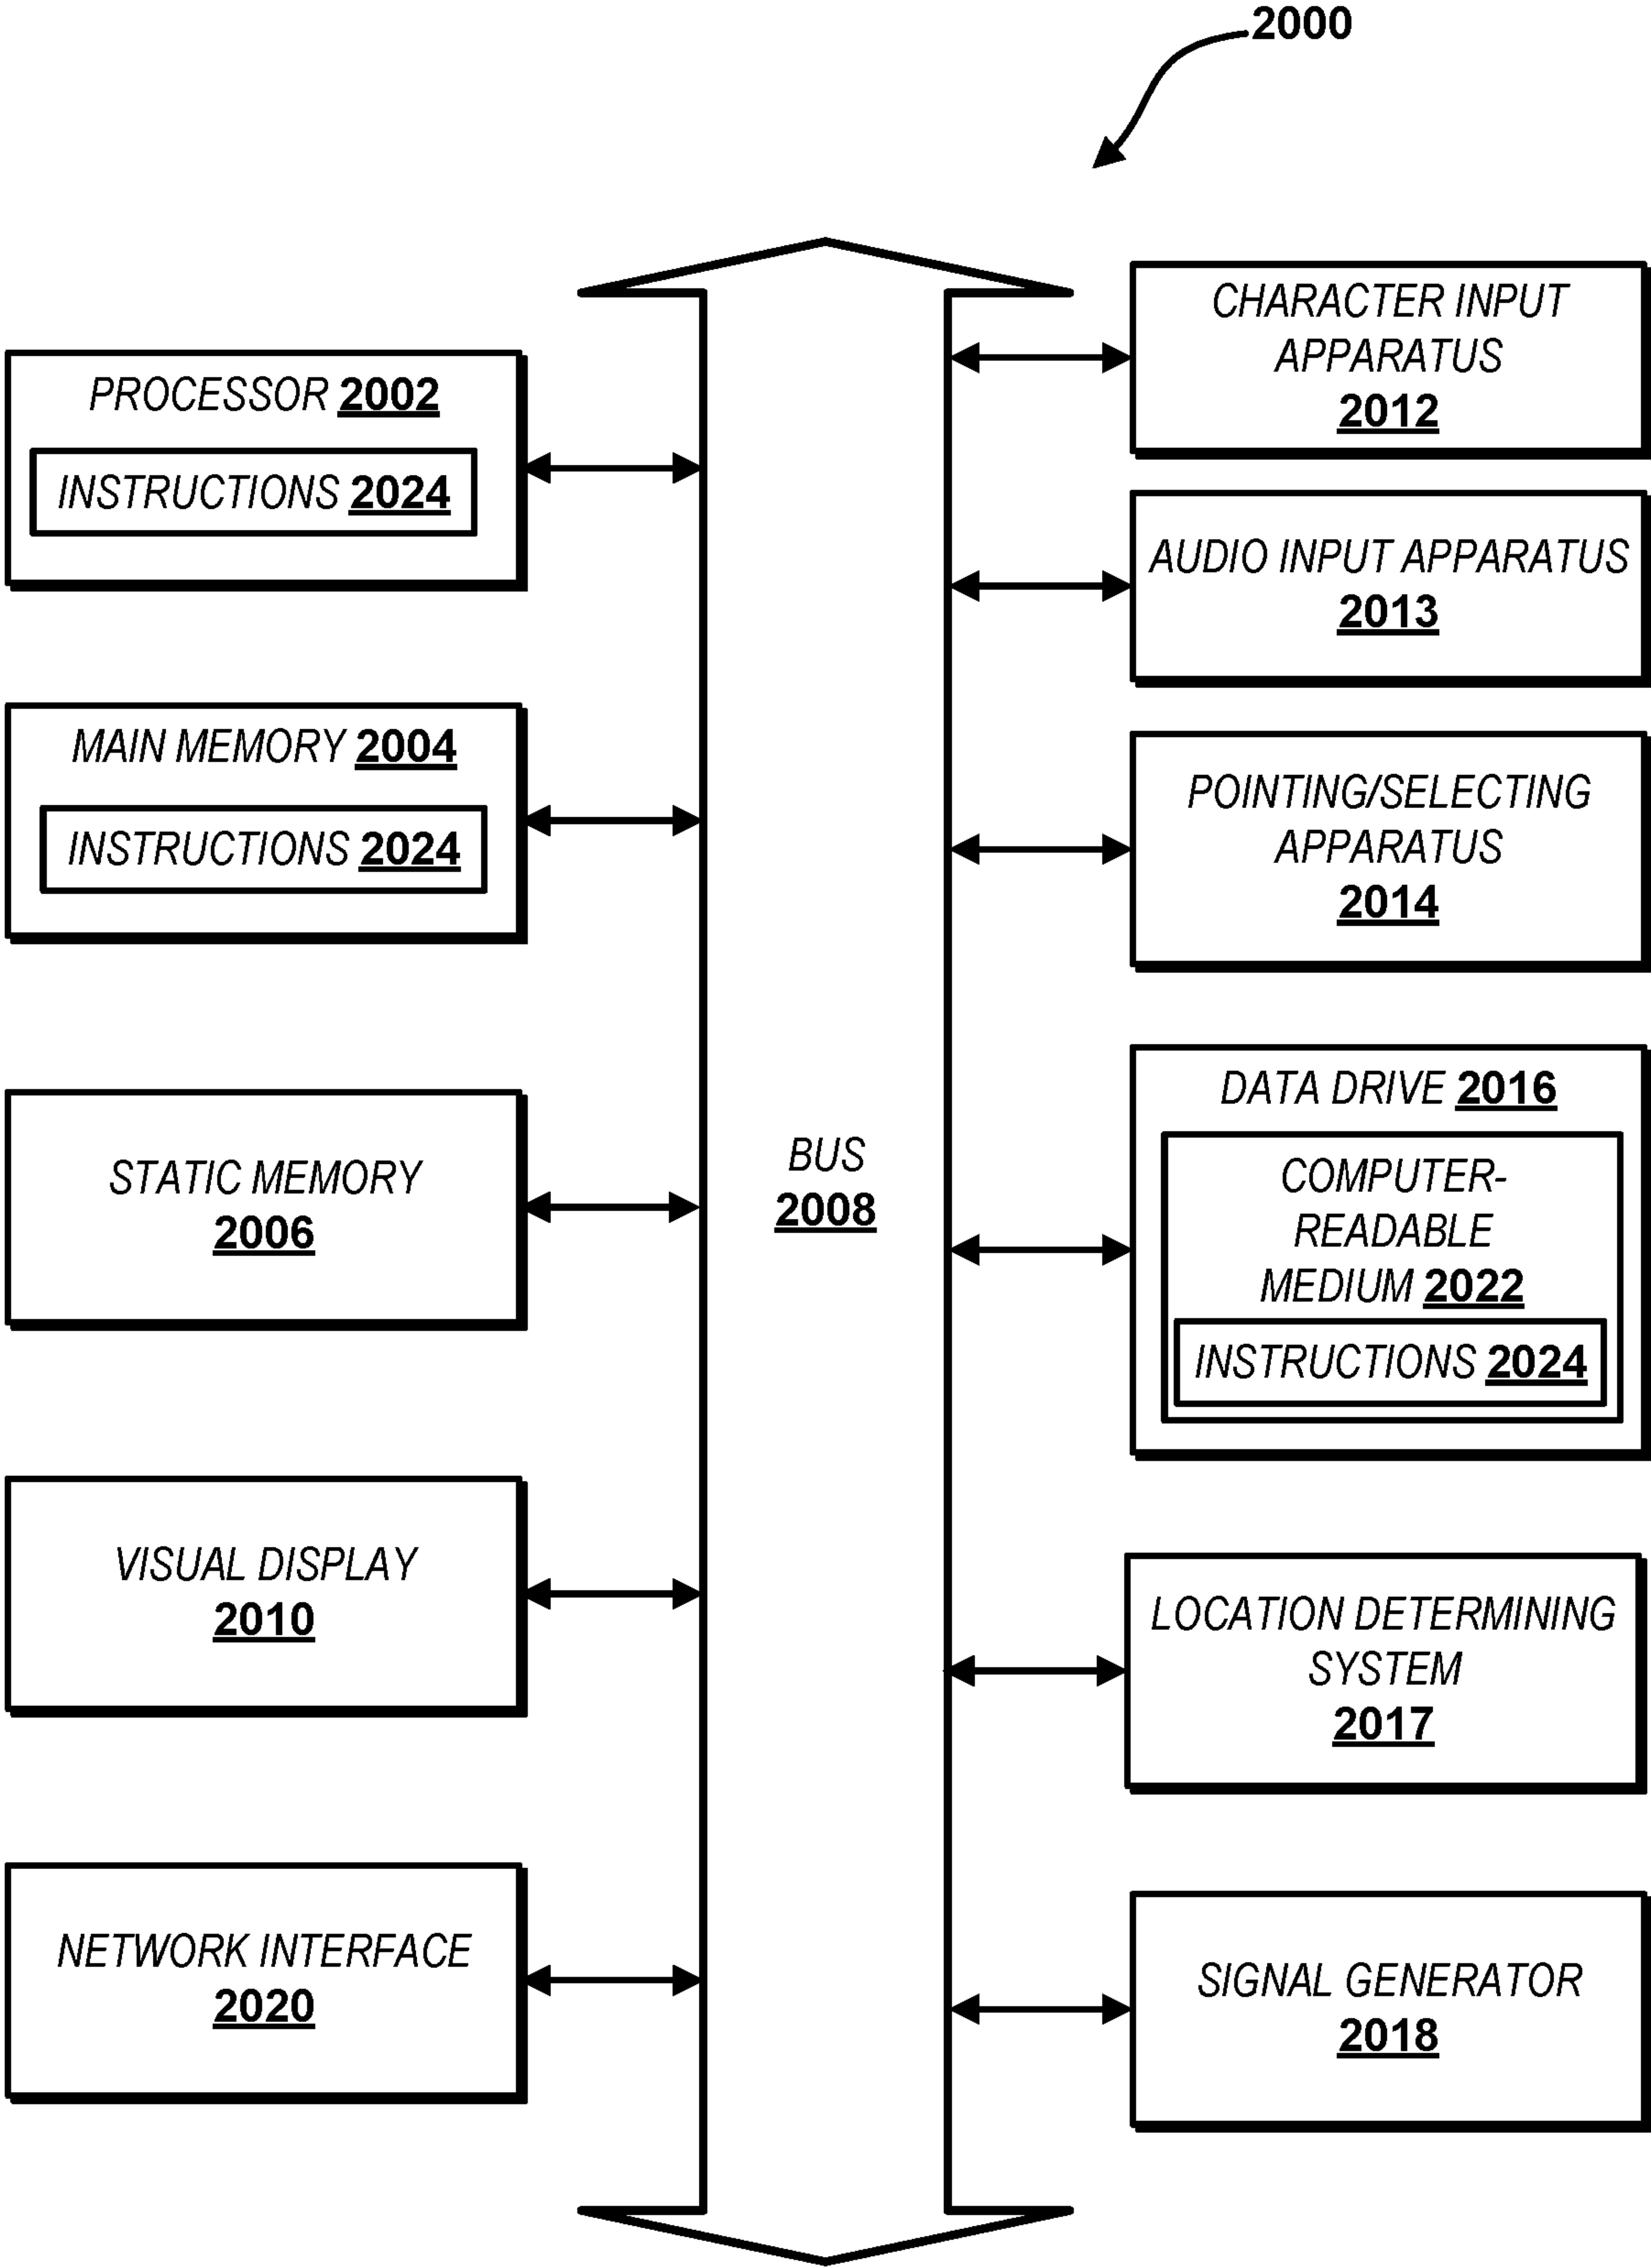 2000
PROCESSOR 2002
INSTRUCTIONS 2024
MAIN MEMORY 2004
INSTRUCTIONS 2024
STATIC MEMORY
2006
VISUAL DISPLAY
2010
NETWORK INTERFACE
2020
BUS
2008
CHARACTER INPUT
APPARATUS
2012
AUDIO INPUT APPARATUS
2013
POINTING/SELECTING
APPARATUS
2014
DATA DRIVE 2016
COMPUTER-
READABLE
MEDIUM 2022
INSTRUCTIONS 2024
LOCATION DETERMINING
SYSTEM
2017
SIGNAL GENERATOR
2018